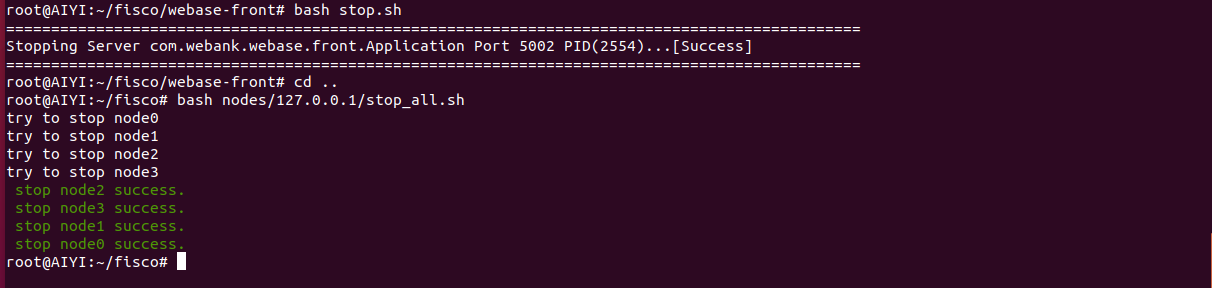 root@AIYI:~/fisco/webase-front# bash stop.sh
===============================================================================================
Stopping Server com.webank.webase.front.Application Port 5002 PID(2554)...[Success]
===============================================================================================
root@AIYI:~/fisco/webase-front# cd ..
root@AIYI:~/fisco# bash nodes/127.0.0.1/stop_all.sh
try to stop node0
try to stop node1
try to stop node2
try to stop node3
 stop node2 success.
 stop node3 success.
 stop node1 success.
 stop node0 success.
root@AIYI:~/fisco#